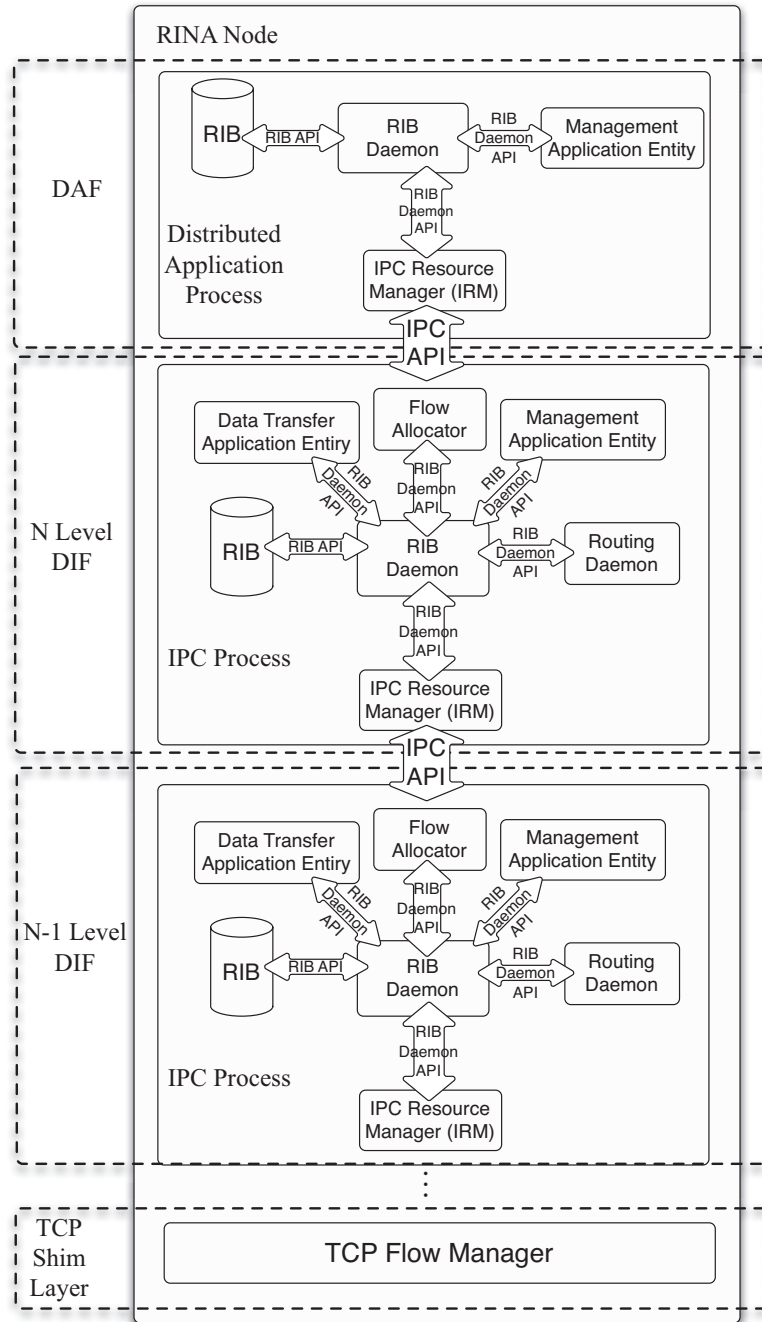 RINA Node
DAF
RIB
RIB API
RIB
Daemon
RIB
Daemon
API
Management
Application Entity
RIB
Daemon
API
Distributed
Application
Process
IPC Resource
Manager (IRM)
IPC
API
N Level
DIF
Data Transfer
Application Entiry
Flow
Allocator
Management
Application Entity
RIB
Daemon
API
RIB
Daemon
API
RIB
Daemon
API
RIB
RIB API
RIB
Daemon
RIB
Daemon
API
Routing
Daemon
RIB
Daemon
API
IPC Process
IPC Resource
Manager (IRM)
IPC
API
N-1 Level
DIF
Data Transfer
Application Entiry
Flow
Allocator
Management
Application Entity
RIB
Daemon
API
RIB
Daemon
API
RIB
Daemon
API
RIB
RIB API
RIB
Daemon
RIB
Daemon
API
Routing
Daemon
RIB
Daemon
API
IPC Process
IPC Resource
Manager (IRM)
TCP
Shim
Layer
TCP Flow Manager